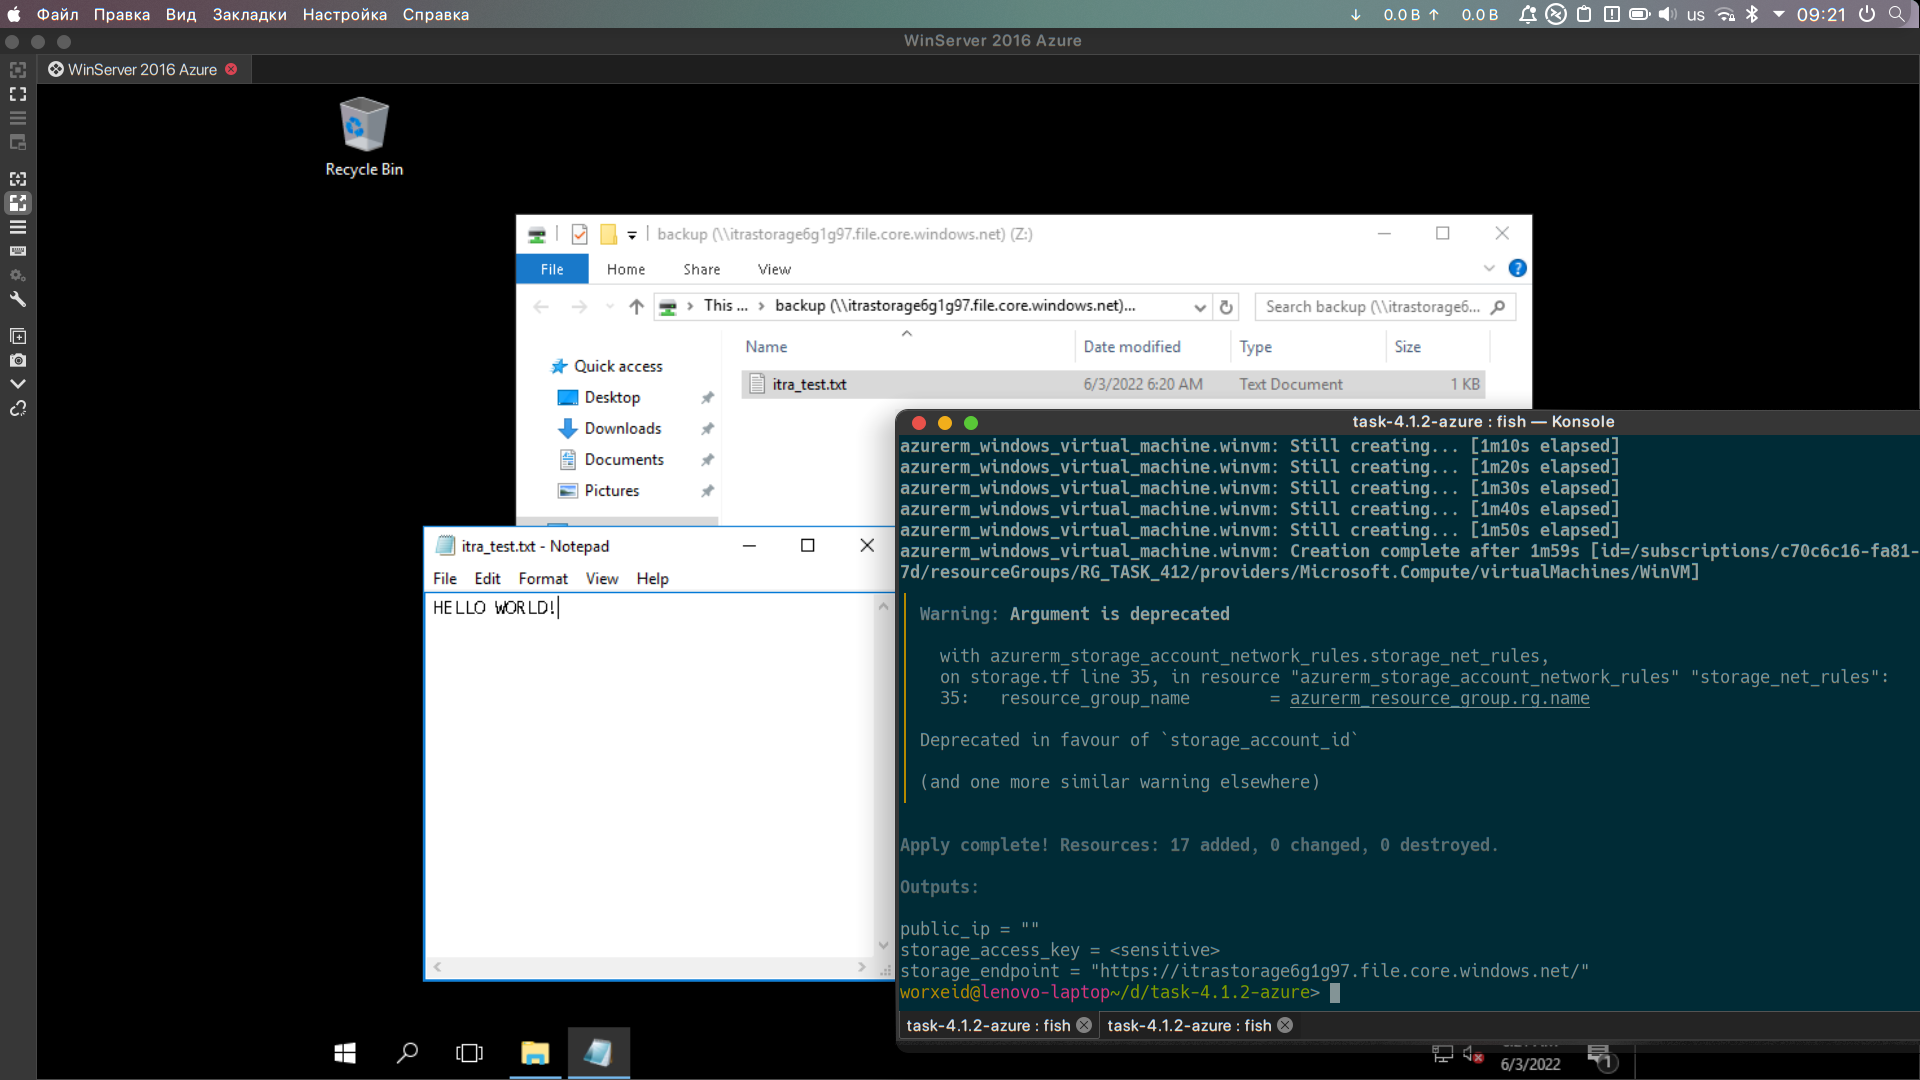 Файл Правка Вид Закладки Настройка Справка
0.0 B 0.0 B us 09:21
WinServer 2016 Azure
WinServer 2016 Azure
Recycle Bin
backup (\\itrastorage6g1g97.file.core.windows.net) (Z:)
File Home Share View
This ... backup (\\itrastorage6g1g97.file.core.windows.net)...
Search backup (\\itrastorage6...
Name Date modified Type Size
Quick access
itra_test.txt 6/3/2022 6:20 AM Text Document 1 KB
Desktop
Downloads
Documents
Pictures
itra_test.txt - Notepad
File Edit Format View Help
HELLO WORLD!
task-4.1.2-azure : fish — Konsole
azurerm_windows_virtual_machine.winvm: Still creating... [1m10s elapsed]
azurerm_windows_virtual_machine.winvm: Still creating... [1m20s elapsed]
azurerm_windows_virtual_machine.winvm: Still creating... [1m30s elapsed]
azurerm_windows_virtual_machine.winvm: Still creating... [1m40s elapsed]
azurerm_windows_virtual_machine.winvm: Still creating... [1m50s elapsed]
azurerm_windows_virtual_machine.winvm: Creation complete after 1m59s [id=/subscriptions/c70c6c16-fa81-
7d/resourceGroups/RG_TASK_412/providers/Microsoft.Compute/virtualMachines/WinVM]
Warning: Argument is deprecated
with azurerm_storage_account_network_rules.storage_net_rules,
on storage.tf line 35, in resource "azurerm_storage_account_network_rules" "storage_net_rules":
35: resource_group_name = azurerm_resource_group.rg.name
Deprecated in favour of `storage_account_id`
(and one more similar warning elsewhere)
Apply complete! Resources: 17 added, 0 changed, 0 destroyed.
Outputs:
public_ip = ""
storage_access_key = <sensitive>
storage_endpoint = "https://itrastorage6g1g97.file.core.windows.net/"
worxeid@lenovo-laptop~/d/task-4.1.2-azure>
task-4.1.2-azure : fish task-4.1.2-azure : fish
6/3/2022
1